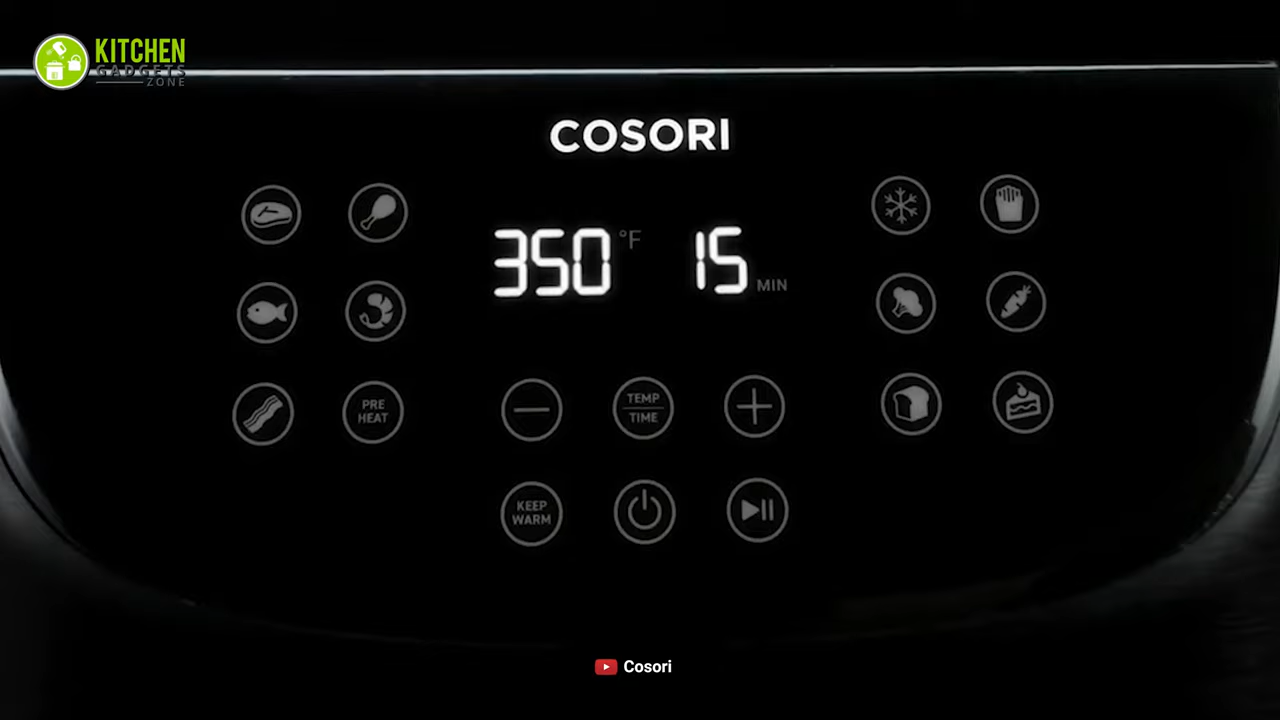 KITCHEN
GADGETS
ZONE
COSORI
350 °F 15 MIN
PRE
HEAT
TEMP
TIME
KEEP
WARM
Cosori